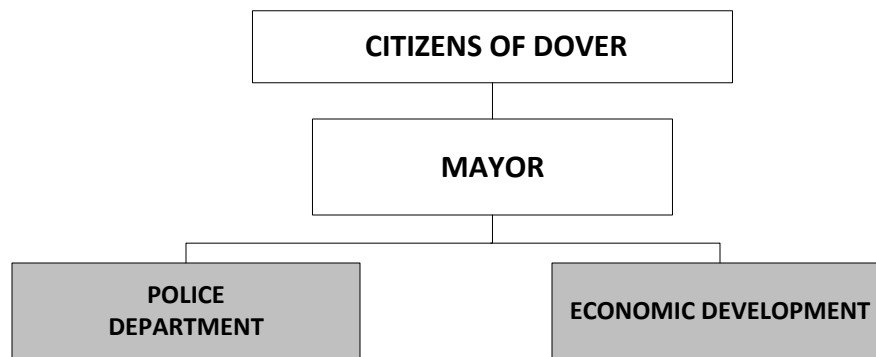 CITIZENS OF DOVER
MAYOR
POLICE
DEPARTMENT
ECONOMIC DEVELOPMENT